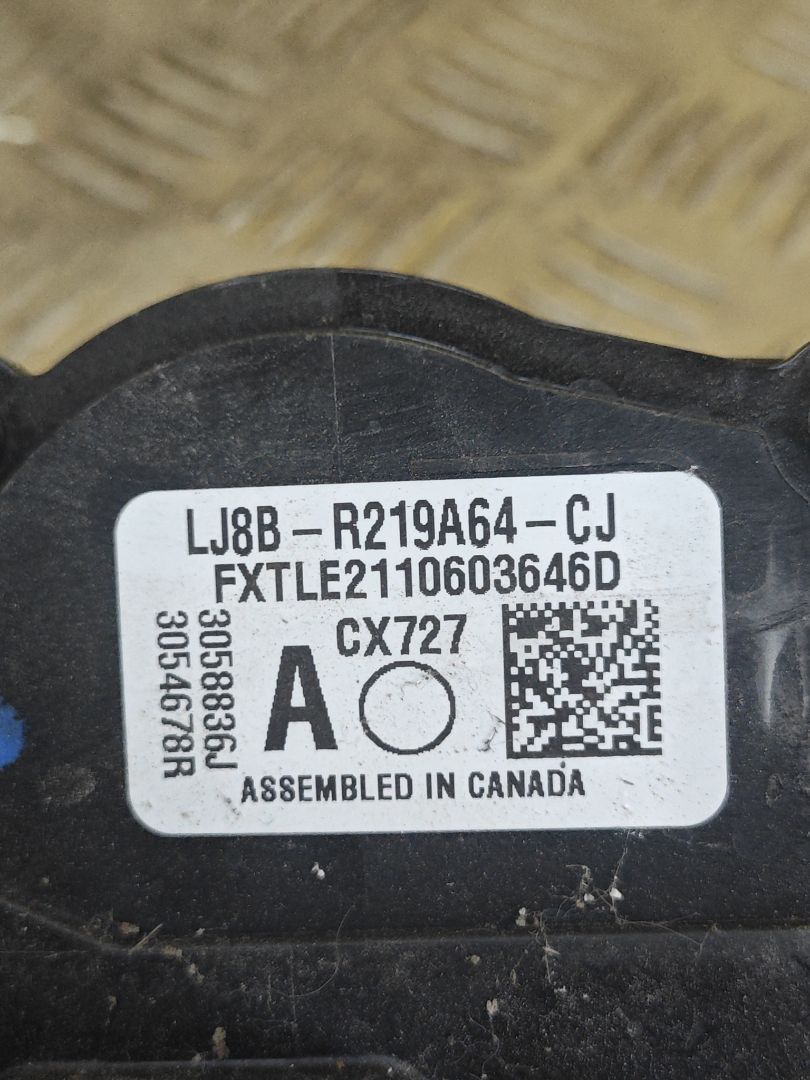 LJ8B-R219A64-CJ
FXTLE2110603646D
3058836J
3054678R
CX727
A
E
ASSEMBLED IN CANADA